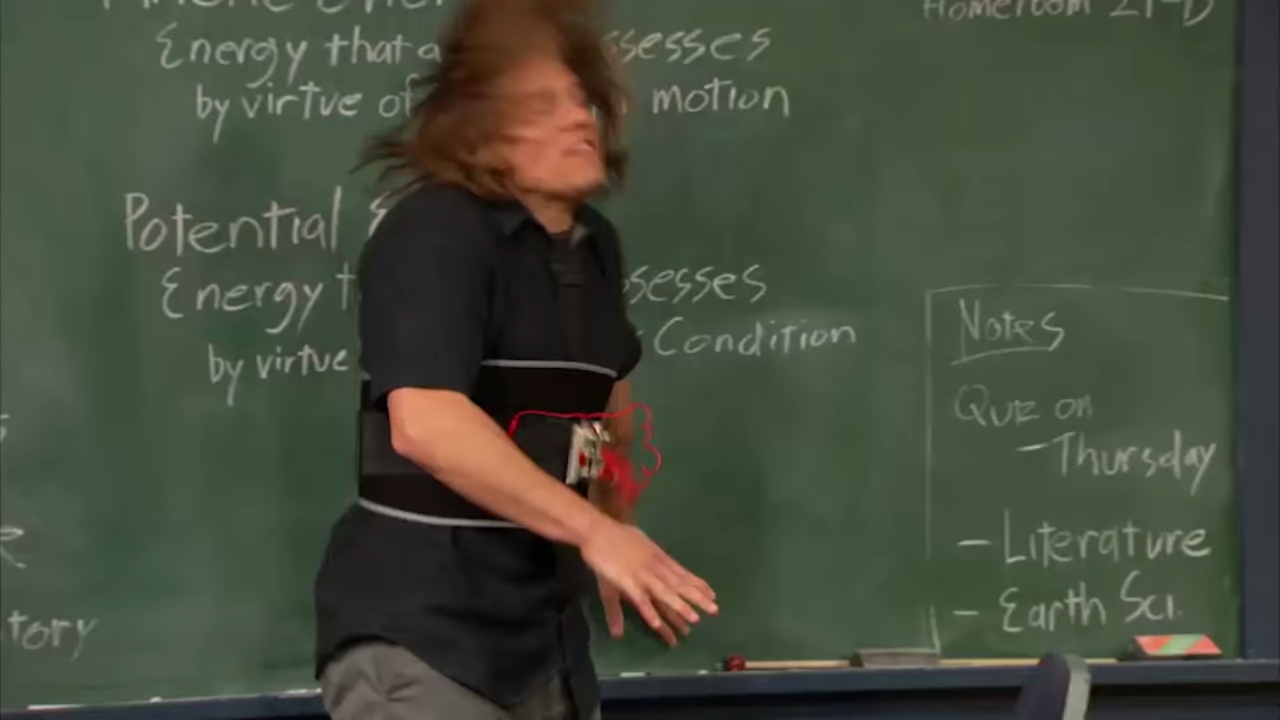 Energy that a ssesses
by virtue of motion
Homeroom 21-D
Potential
Energy sesses
by virtue Condition
Notes
Quiz on
-Thursday
- Literature
- Earth Sci.
tory